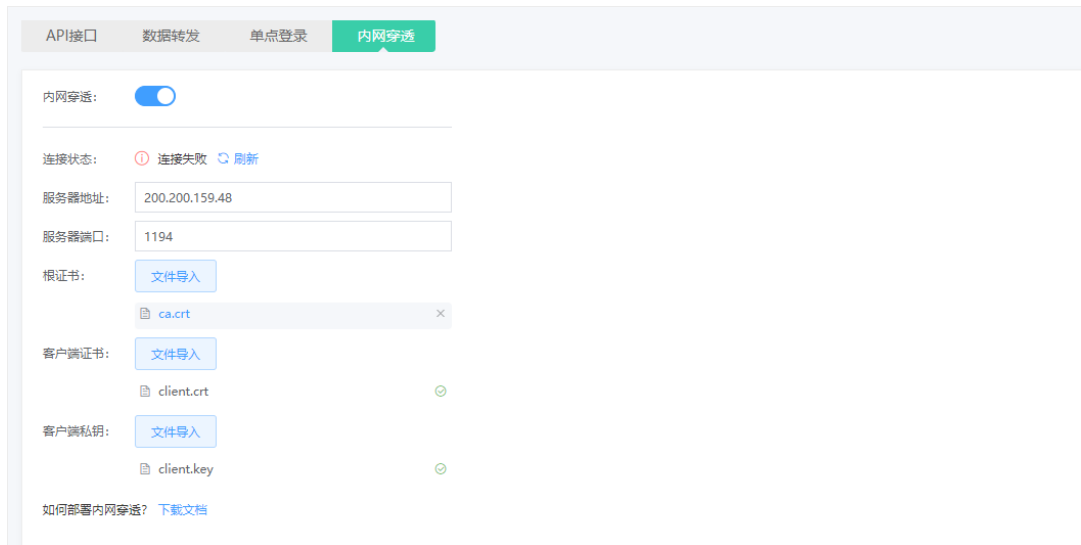 API接口 数据转发 单点登录 内网穿透
内网穿透：
连接状态： 连接失败 刷新
服务器地址： 200.200.159.48
服务器端口： 1194
根证书： 文件导入
ca.crt
客户端证书： 文件导入
client.crt
客户端私钥： 文件导入
client.key
如何部署内网穿透？ 下载文档